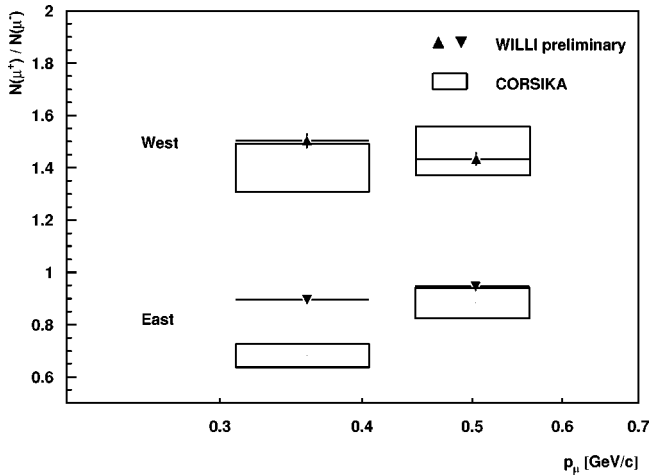 N(μ⁺) / N(μ⁻)
2
1.8
1.6
1.4
1.2
1
0.8
0.6
WILLI preliminary
CORSIKA
West
East
0.3 0.4 0.5 0.6 0.7
p_μ [GeV/c]